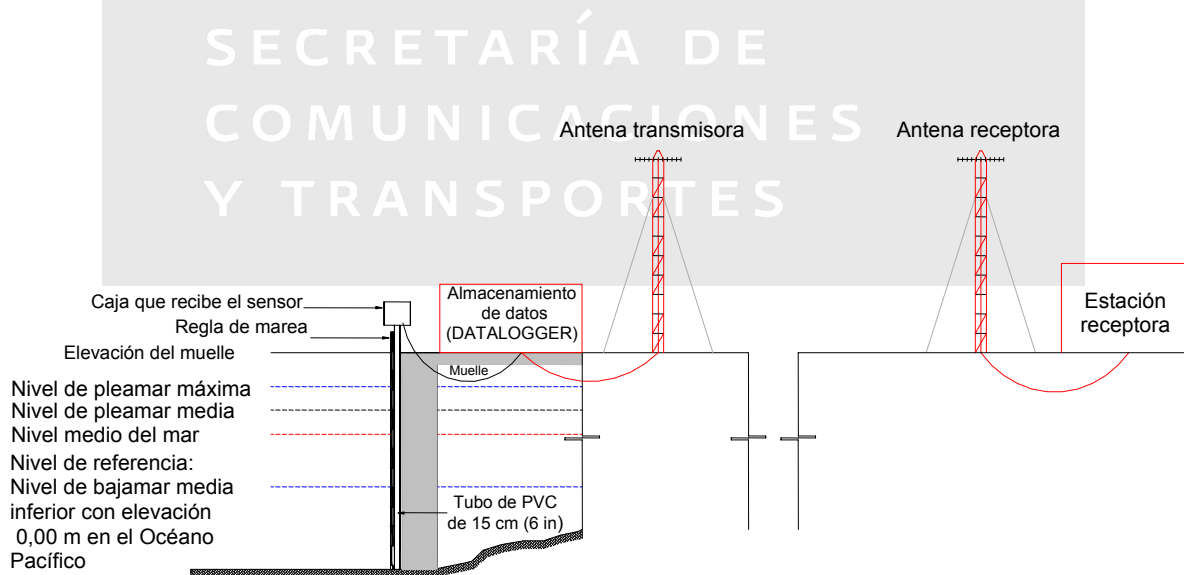 SECRETARÍA DE
COMUNICACIONES
Y TRANSPORTES
Antena transmisora
Antena receptora
Caja que recibe el sensor
Regla de marea
Elevación del muelle
Almacenamiento
de datos
(DATALOGGER)
Muelle
Estación
receptora
Nivel de pleamar máxima
Nivel de pleamar media
Nivel medio del mar
Nivel de referencia:
Nivel de bajamar media
inferior con elevación
0,00 m en el Océano
Pacífico
Tubo de PVC
de 15 cm (6 in)